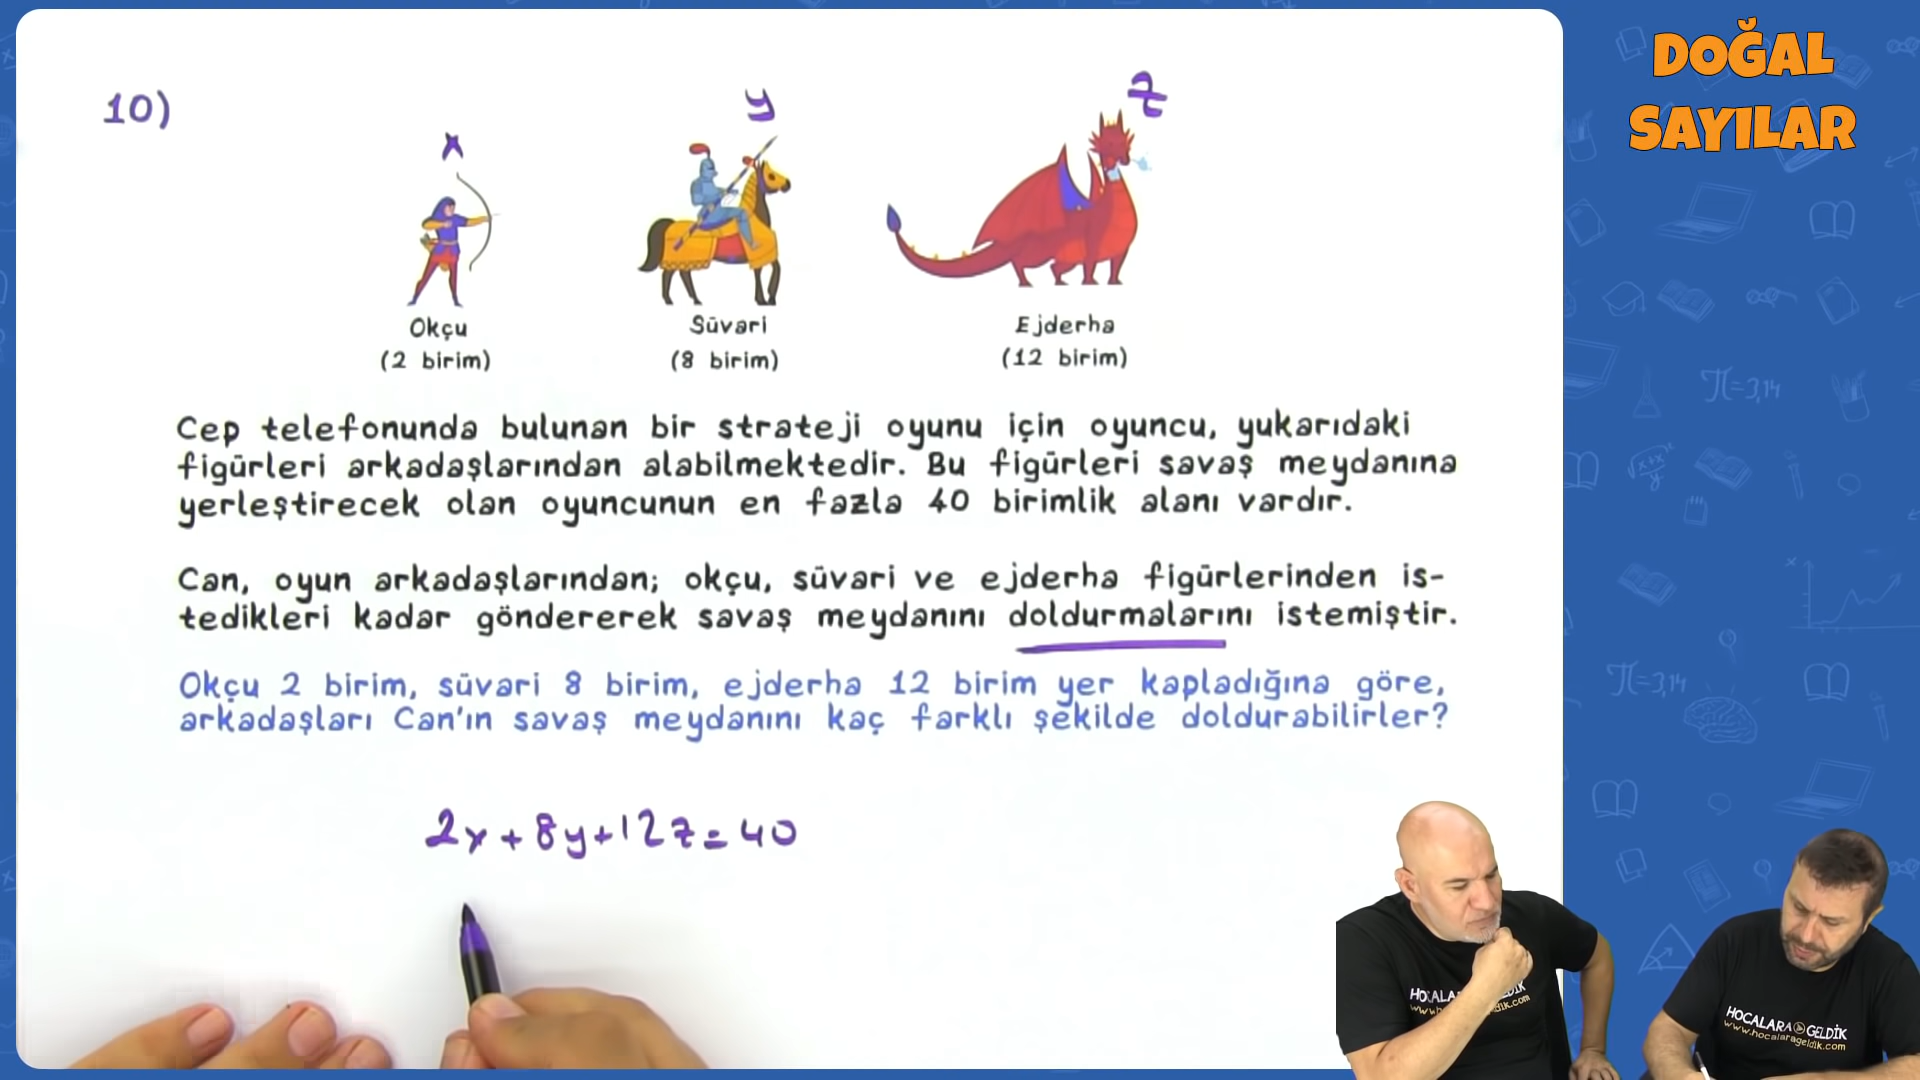 DOĞAL
SAYILAR
10)
x
y
z
Okçu
(2 birim)
Süvari
(8 birim)
Ejderha
(12 birim)
Cep telefonunda bulunan bir strateji oyunu için oyuncu, yukarıdaki
figürleri arkadaşlarından alabilmektedir. Bu figürleri savaş meydanına
yerleştirecek olan oyuncunun en fazla 40 birimlik alanı vardır.
Can, oyun arkadaşlarından; okçu, süvari ve ejderha figürlerinden is-
tedikleri kadar göndererek savaş meydanını doldurmalarını istemiştir.
Okçu 2 birim, süvari 8 birim, ejderha 12 birim yer kapladığına göre,
arkadaşları Can'ın savaş meydanını kaç farklı şekilde doldurabilirler?
2x+8y+12z=40
HOCALARA GELDİK
www.hocalarageldik.com
π=3,14
π=3,14